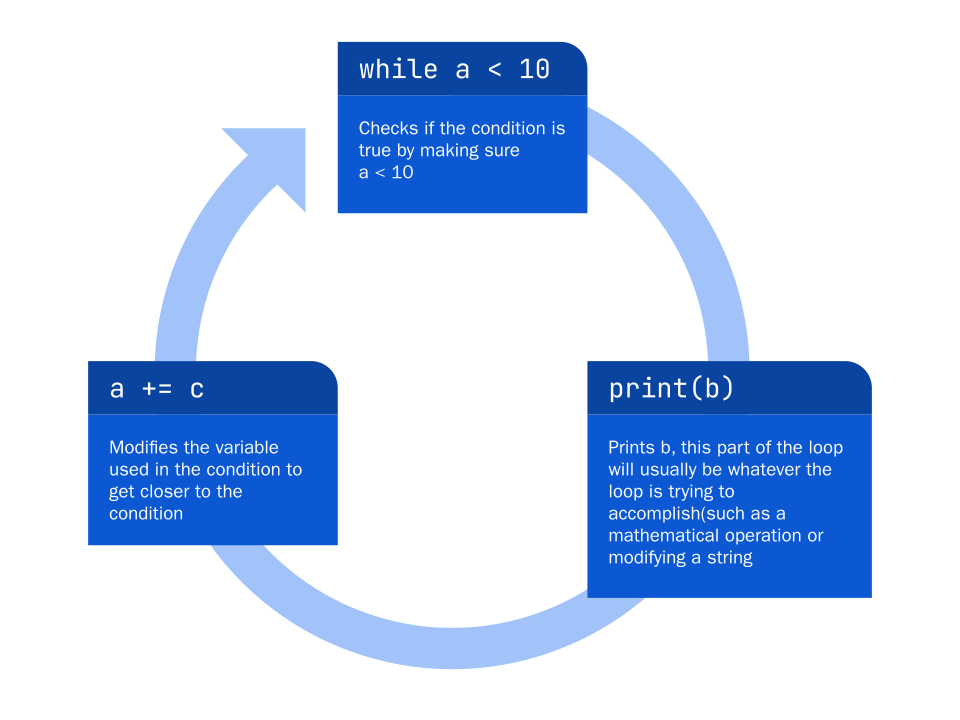 while a < 10
Checks if the condition is
true by making sure
a < 10
a += c
Modifies the variable
used in the condition to
get closer to the
condition
print(b)
Prints b, this part of the loop
will usually be whatever the
loop is trying to
accomplish(such as a
mathematical operation or
modifying a string